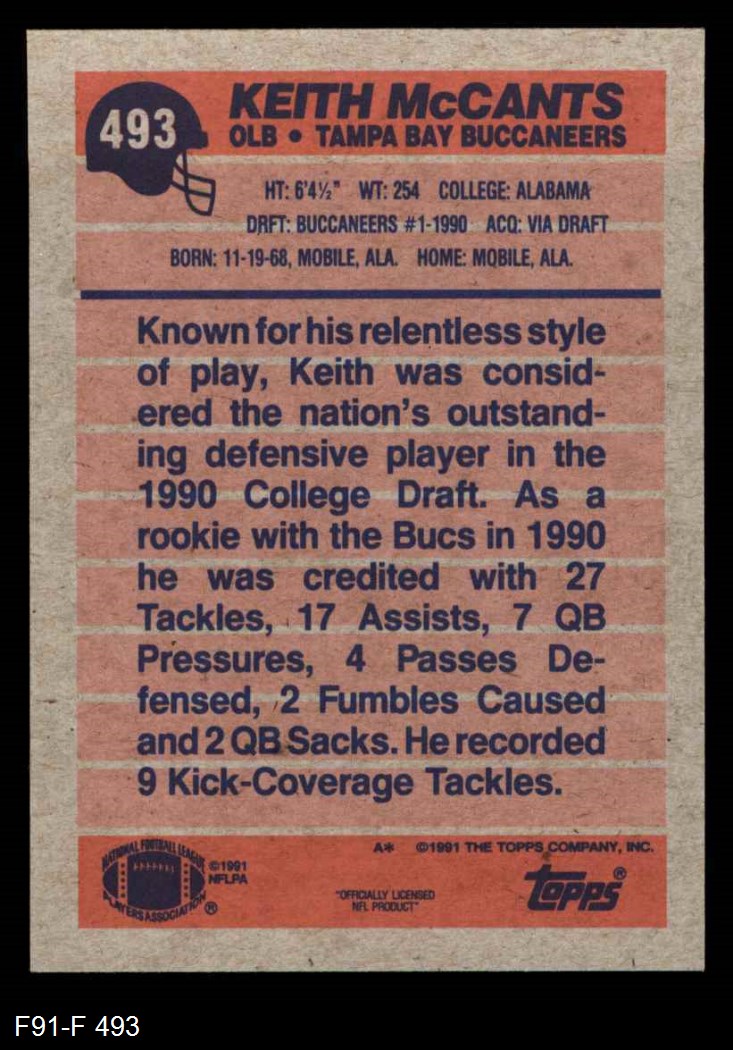 493
KEITH McCANTS
OLB • TAMPA BAY BUCCANEERS
HT: 6'4½" WT: 254 COLLEGE: ALABAMA
DRFT: BUCCANEERS #1-1990 ACQ: VIA DRAFT
BORN: 11-19-68, MOBILE, ALA. HOME: MOBILE, ALA.
Known for his relentless style
of play, Keith was consid-
ered the nation's outstand-
ing defensive player in the
1990 College Draft. As a
rookie with the Bucs in 1990
he was credited with 27
Tackles, 17 Assists, 7 QB
Pressures, 4 Passes De-
fensed, 2 Fumbles Caused
and 2 QB Sacks. He recorded
9 Kick-Coverage Tackles.
NATIONAL FOOTBALL LEAGUE
PLAYERS ASSOCIATION ®
©1991
NFLPA
A* ©1991 THE TOPPS COMPANY, INC.
"OFFICIALLY LICENSED
NFL PRODUCT"
topps®
F91-F 493